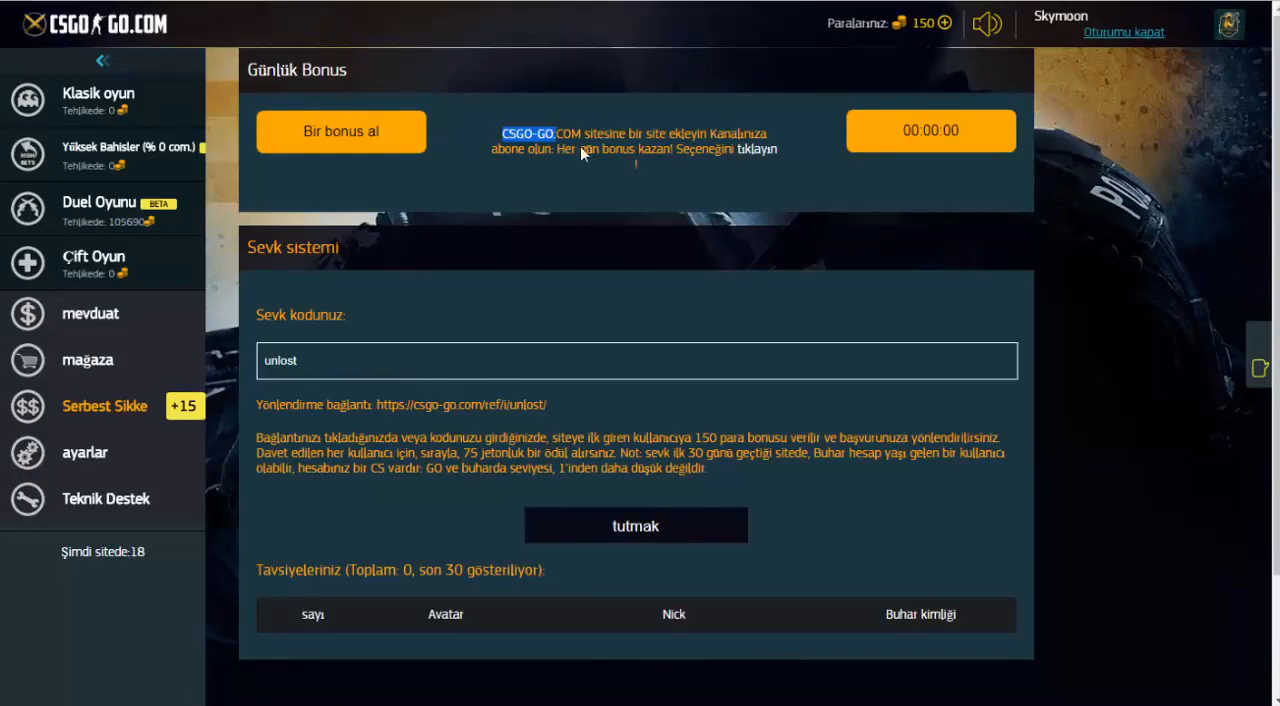 CSGO GO.COM
Paralarınız: 150
Skymoon
Oturumu kapat
Klasik oyun
Tehlikede: 0
Yüksek Bahisler (% 0 com.)
Tehlikede: 0
HIGH BETS
Duel Oyunu BETA
Tehlikede: 105690
Çift Oyun
Tehlikede: 0
mevduat
mağaza
Serbest Sikke +15
ayarlar
Teknik Destek
Şimdi sitede:18
Günlük Bonus
Bir bonus al
CSGO-GO.COM sitesine bir site ekleyin Kanalınıza
abone olun: Her gün bonus kazan! Seçeneğini tıklayın
!
00:00:00
Sevk sistemi
Sevk kodunuz:
unlost
Yönlendirme bağlantı: https://csgo-go.com/ref/i/unlost/
Bağlantınızı tıkladığınızda veya kodunuzu girdiğinizde, siteye ilk giren kullanıcıya 150 para bonusu verilir ve başvurunuza yönlendirilirsiniz.
Davet edilen her kullanıcı için, sırayla, 75 jetonluk bir ödül alırsınız. Not: sevk ilk 30 günü geçtiği sitede, Buhar hesap yaşı gelen bir kullanıcı
olabilir, hesabınız bir CS vardır: GO ve buharda seviyesi, 1'inden daha düşük değildir.
tutmak
Tavsiyeleriniz (Toplam: 0, son 30 gösteriliyor):
sayı Avatar Nick Buhar kimliği